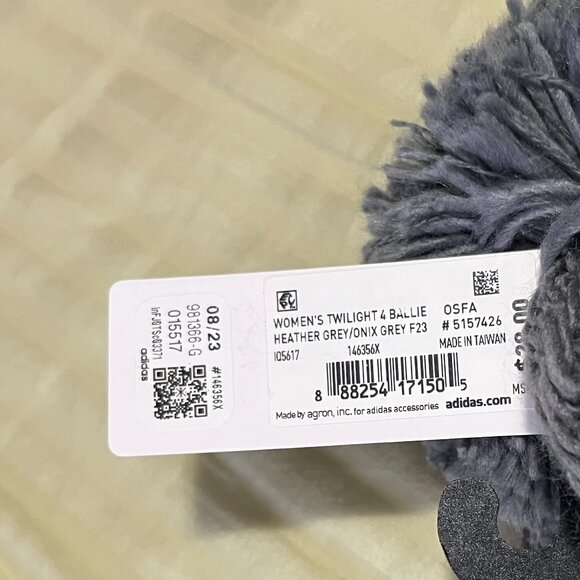 WOMEN'S TWILIGHT 4 BALLIE
HEATHER GREY/ONIX GREY F23
IQ5617
146356X
OSFA
# 5157426
MADE IN TAIWAN
8 88254 17150 5
Made by agron, inc. for adidas accessories
adidas.com
MS
08/23
981366-G
015517
#146356X
adidas